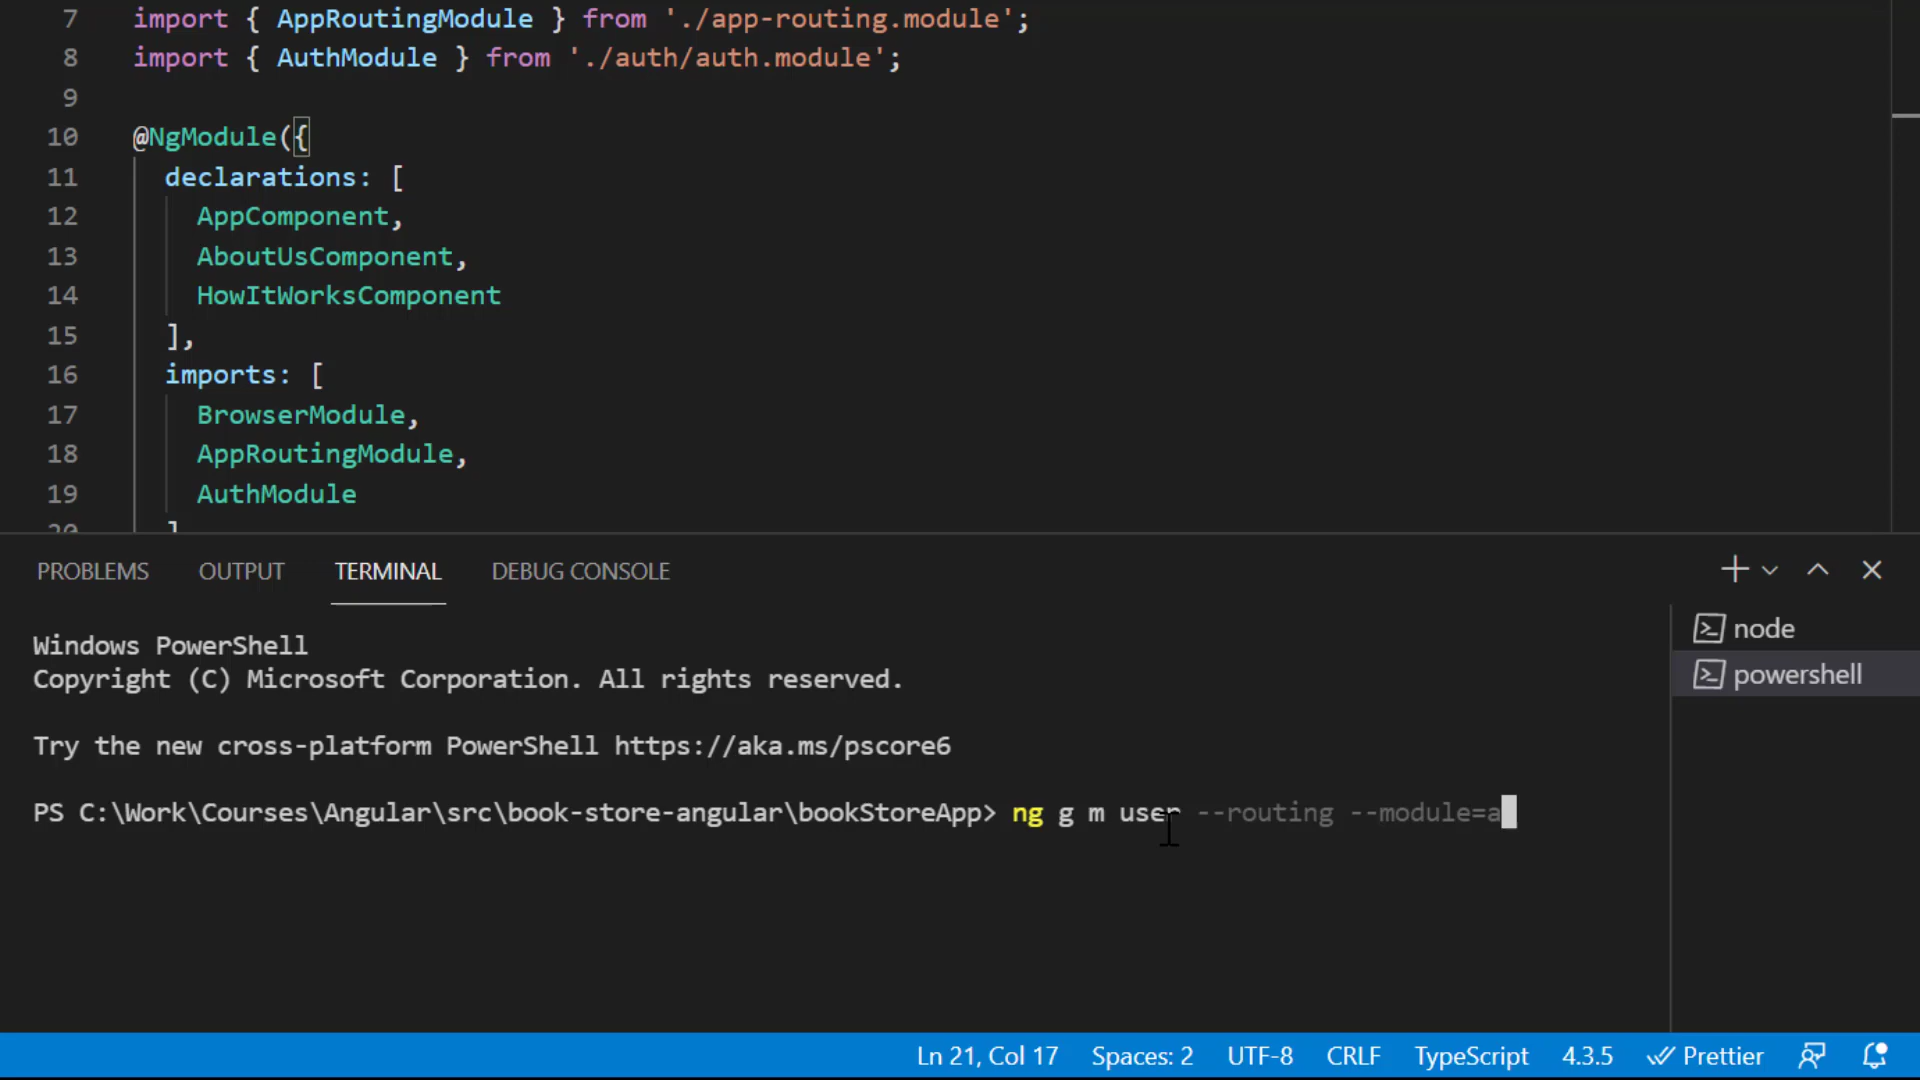 7 import { AppRoutingModule } from './app-routing.module';
8 import { AuthModule } from './auth/auth.module';
9
10 @NgModule({
11 declarations: [
12 AppComponent,
13 AboutUsComponent,
14 HowItWorksComponent
15 ],
16 imports: [
17 BrowserModule,
18 AppRoutingModule,
19 AuthModule
20 ]
PROBLEMS OUTPUT TERMINAL DEBUG CONSOLE
Windows PowerShell
node
Copyright (C) Microsoft Corporation. All rights reserved.
powershell
Try the new cross-platform PowerShell https://aka.ms/pscore6
PS C:\Work\Courses\Angular\src\book-store-angular\bookStoreApp> ng g m user --routing --module=a
Ln 21, Col 17 Spaces: 2 UTF-8 CRLF TypeScript 4.3.5 Prettier